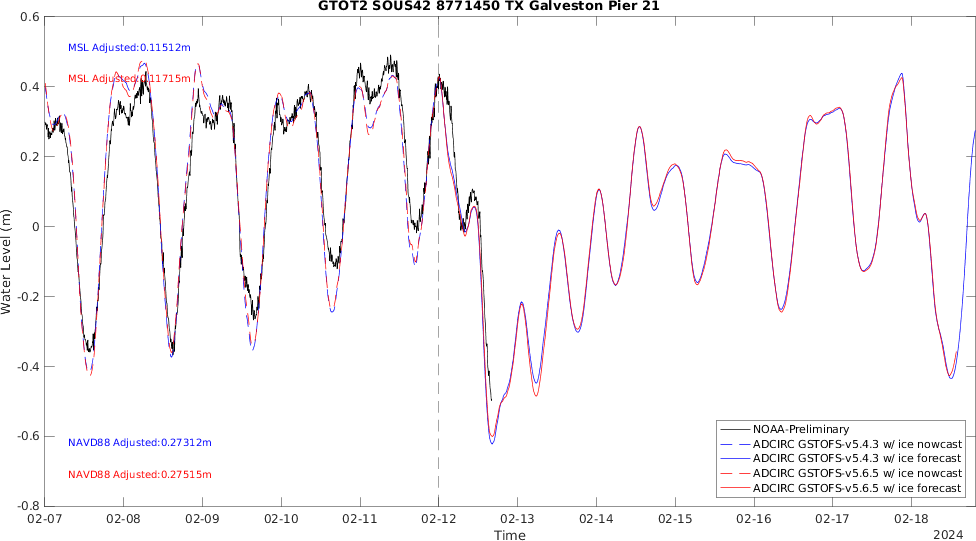 GTOT2 SOUS42 8771450 TX Galveston Pier 21
0.6
0.4
0.2
0
-0.2
-0.4
-0.6
-0.8
Water Level (m)
MSL Adjusted:0.11512m
MSL Adjusted:0.11715m
NAVD88 Adjusted:0.27312m
NAVD88 Adjusted:0.27515m
NOAA-Preliminary
ADCIRC GSTOFS-v5.4.3 w/ ice nowcast
ADCIRC GSTOFS-v5.4.3 w/ ice forecast
ADCIRC GSTOFS-v5.6.5 w/ ice nowcast
ADCIRC GSTOFS-v5.6.5 w/ ice forecast
02-07 02-08 02-09 02-10 02-11 02-12 02-13 02-14 02-15 02-16 02-17 02-18
Time
2024